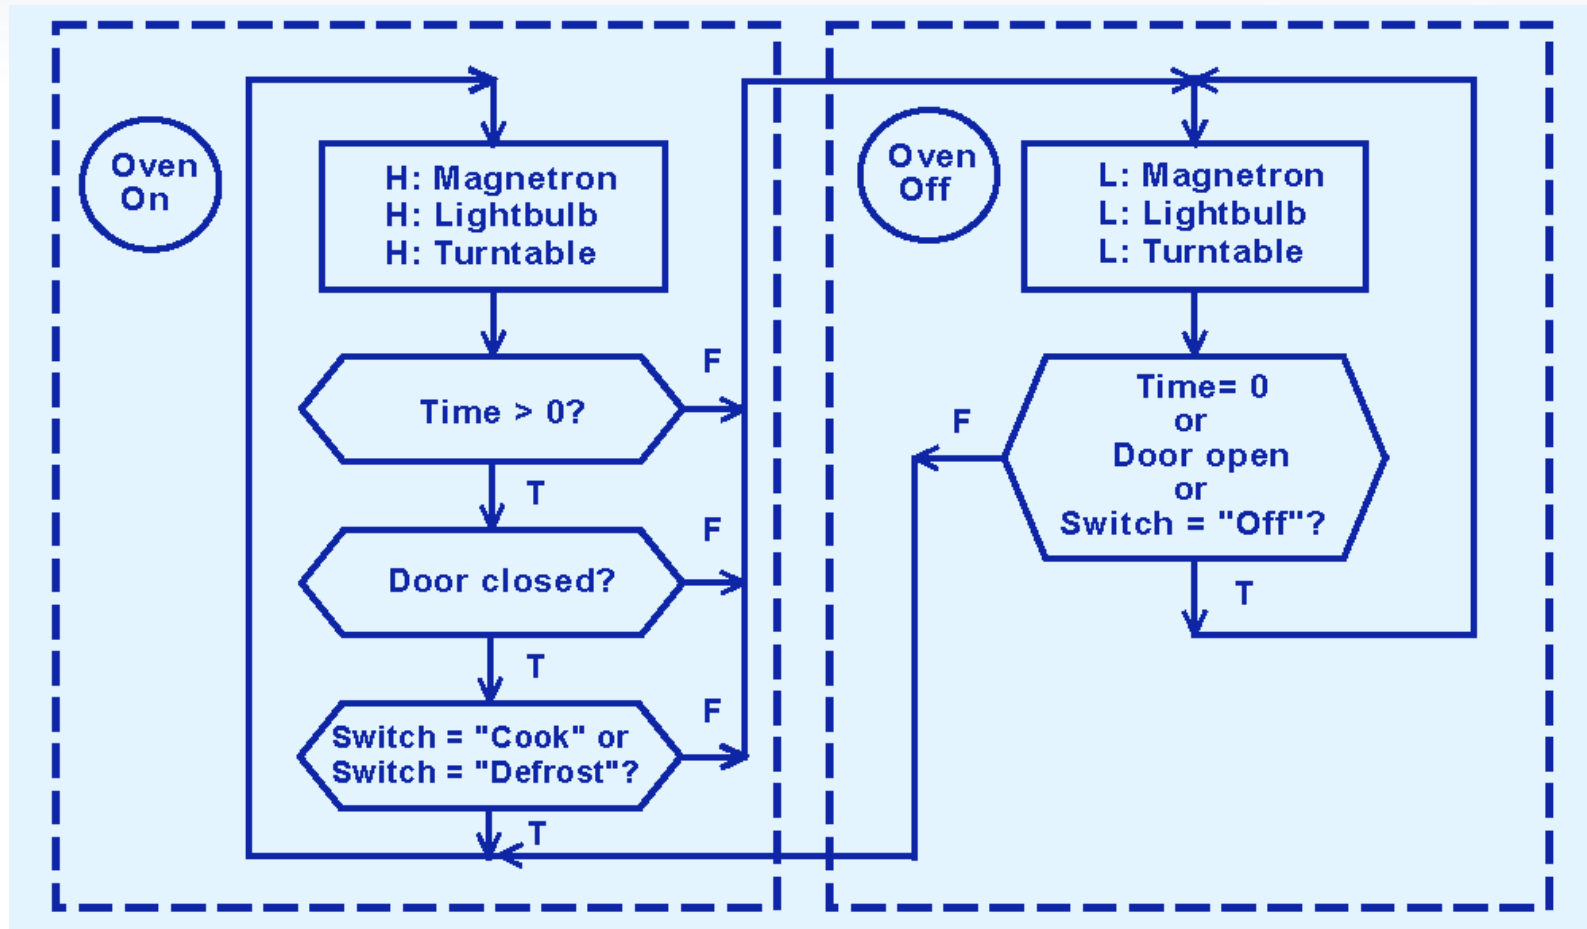 Oven
On
H: Magnetron
H: Lightbulb
H: Turntable
F
Time > 0?
T
F
Door closed?
T
F
Switch = "Cook" or
Switch = "Defrost"?
T
Oven
Off
L: Magnetron
L: Lightbulb
L: Turntable
Time= 0
or
Door open
or
Switch = "Off"?
F
T